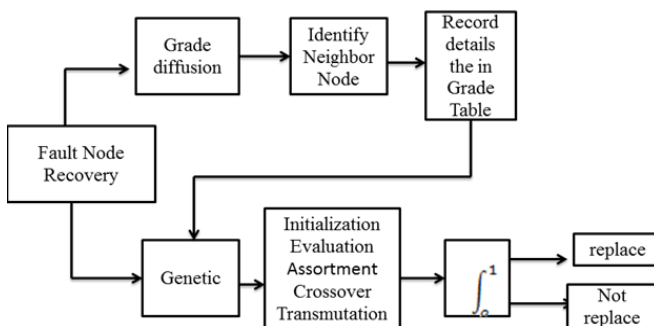 Grade
diffusion
Identify
Neighbor
Node
Record
details
the in
Grade
Table
Fault Node
Recovery
Genetic
Initialization
Evaluation
Assortment
Crossover
Transmutation
1
∫
0
replace
Not
replace